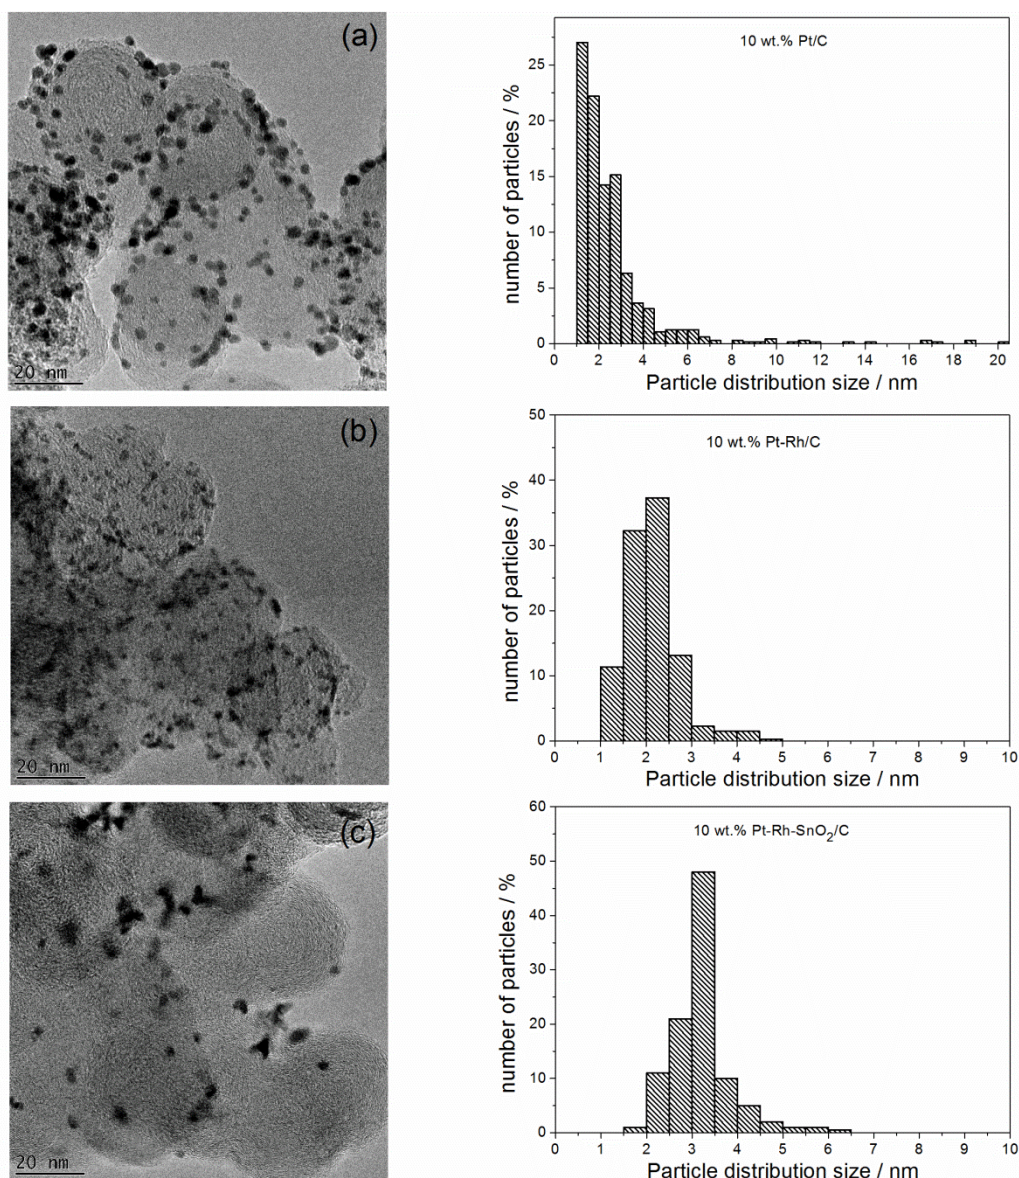 (a)
20 nm
10 wt.% Pt/C
number of particles / %
25
20
15
10
5
0
0 2 4 6 8 10 12 14 16 18 20
Particle distribution size / nm
(b)
20 nm
10 wt.% Pt-Rh/C
number of particles / %
50
40
30
20
10
0
0 1 2 3 4 5 6 7 8 9 10
Particle distribution size / nm
(c)
20 nm
10 wt.% Pt-Rh-SnO₂/C
number of particles / %
60
50
40
30
20
10
0
0 1 2 3 4 5 6 7 8 9 10
Particle distribution size / nm